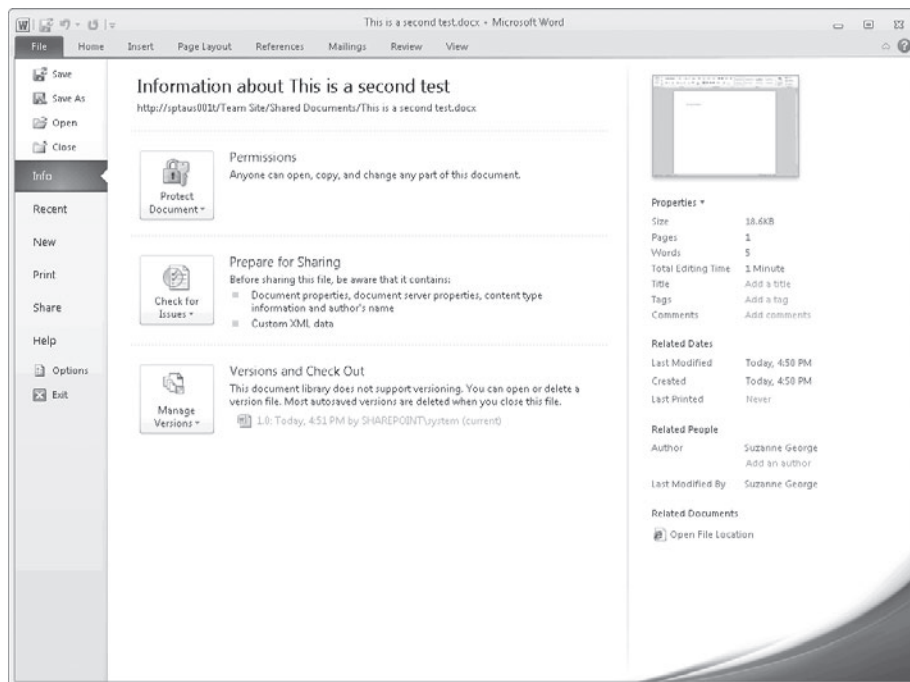 This is a second test.docx - Microsoft Word
File Home Insert Page Layout References Mailings Review View
Save
Save As
Open
Close
Info
Recent
New
Print
Share
Help
Options
Exit
Information about This is a second test
http://sptaus001t/Team Site/Shared Documents/This is a second test.docx
Protect
Document
Permissions
Anyone can open, copy, and change any part of this document.
Check for
Issues
Prepare for Sharing
Before sharing this file, be aware that it contains:
Document properties, document server properties, content type
information and author's name
Custom XML data
Manage
Versions
Versions and Check Out
This document library does not support versioning. You can open or delete a
version file. Most autosaved versions are deleted when you close this file.
1.0: Today, 4:51 PM by SHAREPOINT\system (current)
Properties
Size 18.6KB
Pages 1
Words 5
Total Editing Time 1 Minute
Title Add a title
Tags Add a tag
Comments Add comments
Related Dates
Last Modified Today, 4:50 PM
Created Today, 4:50 PM
Last Printed Never
Related People
Author Suzanne George
Add an author
Last Modified By Suzanne George
Related Documents
Open File Location